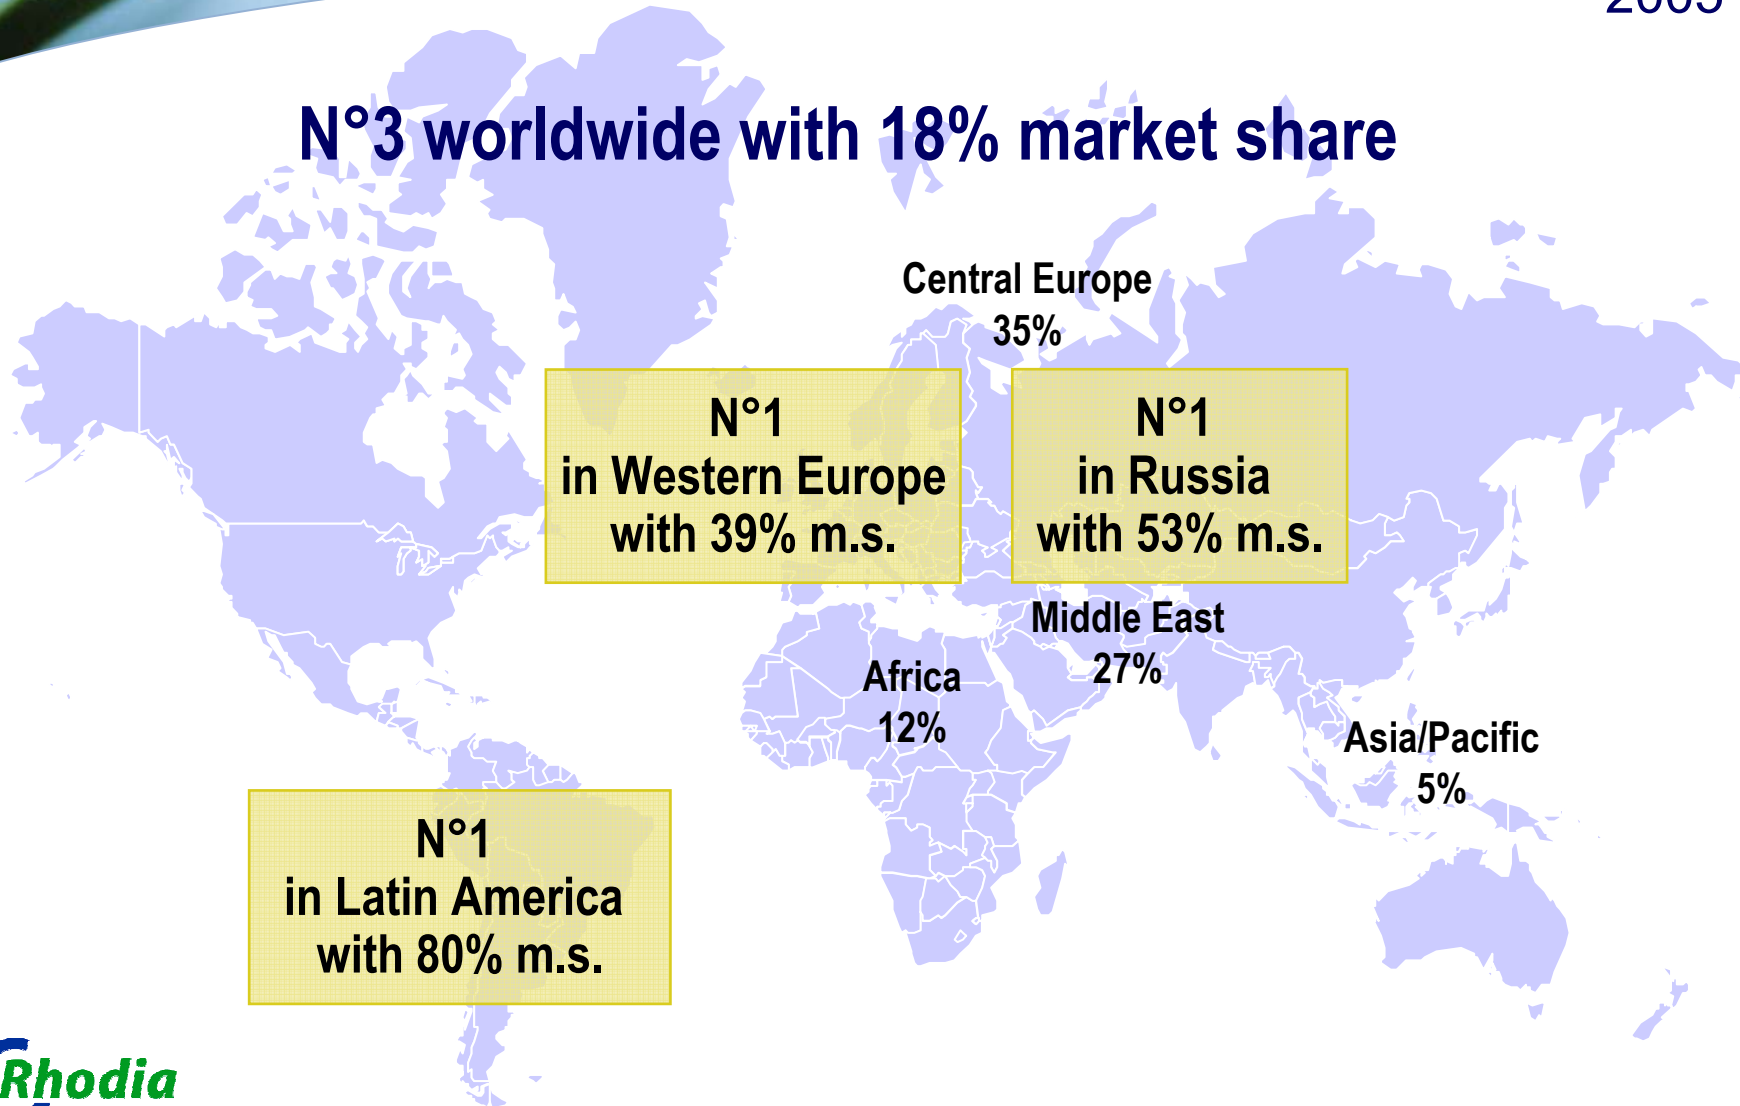 N°3 worldwide with 18% market share
Central Europe
35%
N°1
in Western Europe
with 39% m.s.
N°1
in Russia
with 53% m.s.
Middle East
27%
Africa
12%
Asia/Pacific
5%
N°1
in Latin America
with 80% m.s.
Rhodia